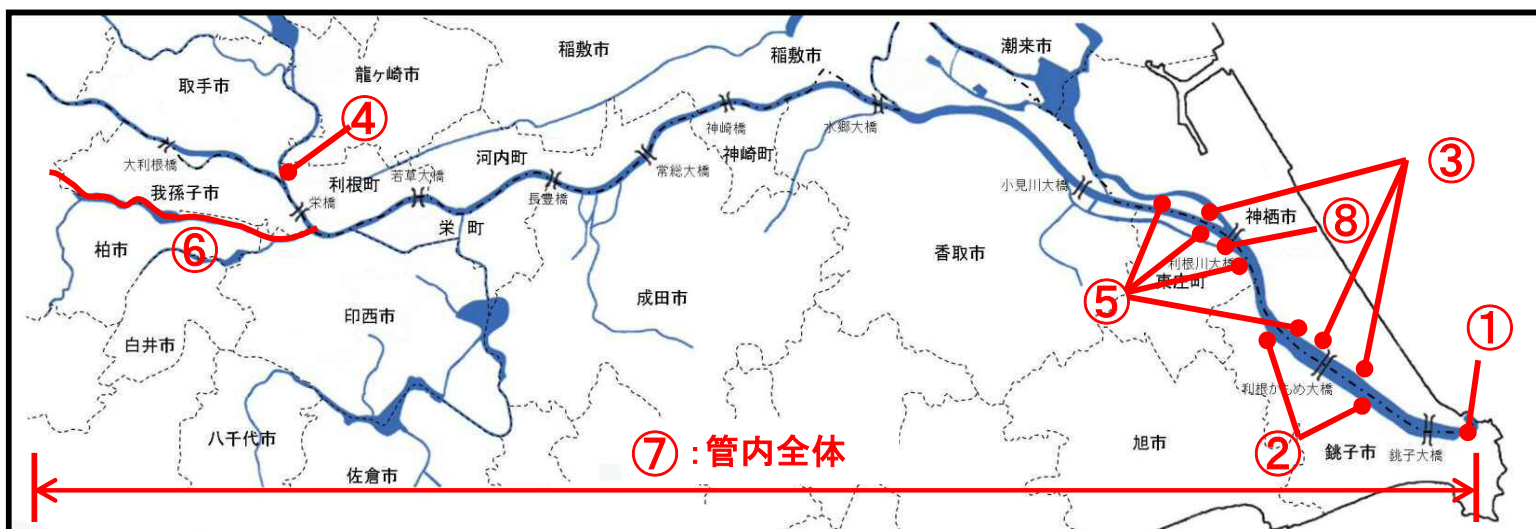 稲敷市
稲敷市
潮来市
取手市
龍ヶ崎市
④
神崎橋
水郷大橋
大利根橋
河内町
神崎町
③
利根町
若草大橋
常総大橋
我孫子市
長豊橋
小見川大橋
栄橋
神栖市
⑧
栄 町
柏市
⑥
香取市
利根川大橋
東庄町
⑤
成田市
印西市
白井市
①
利根かもめ大橋
八千代市
⑦:管内全体
旭市
②
銚子市
銚子大橋
佐倉市